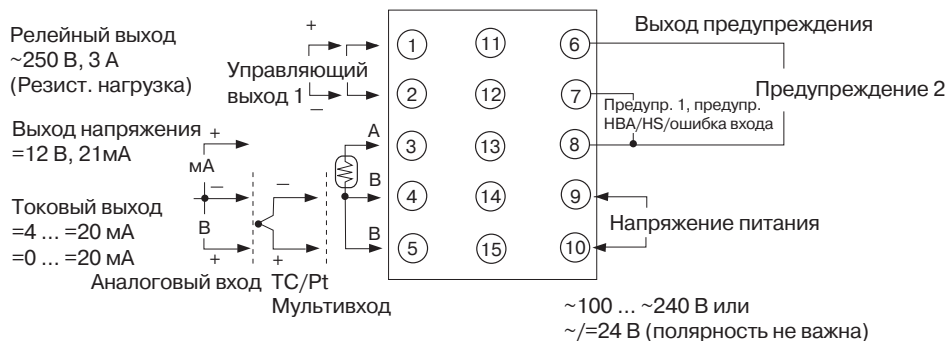 Релейный выход
~250 В, 3 А
(Резист. нагрузка)
Выход напряжения
=12 В, 21мА
Токовый выход
=4 ... =20 мА
=0 ... =20 мА
+
Управляющий
выход 1
–
+
мА
–
В
+
Аналоговый вход
–
+
TC/Pt
Мультивход
A
B
B
1
2
3
4
5
11
12
13
14
15
6
7
8
9
10
Выход предупреждения
Предупреждение 2
Предупр. 1, предупр.
HBA/HS/ошибка входа
Напряжение питания
~100 ... ~240 В или
~/=24 В (полярность не важна)